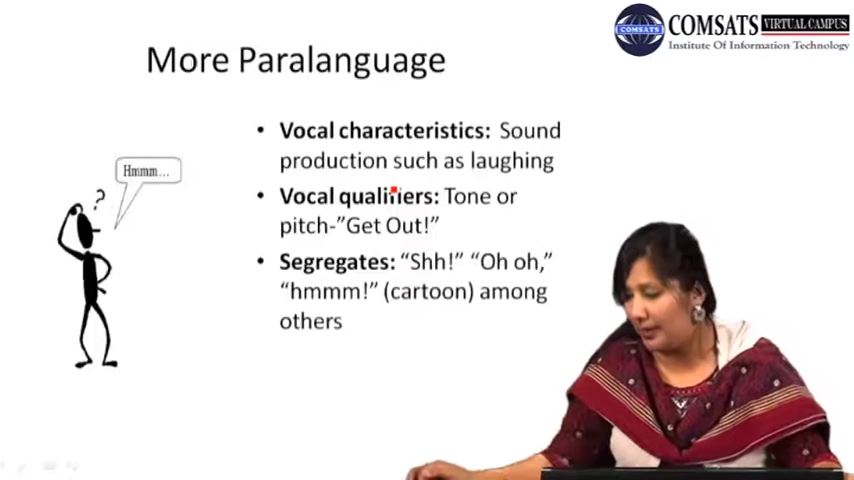 COMSATS
COMSATS VIRTUAL CAMPUS
Institute Of Information Technology
More Paralanguage
Hmmm...
?
• Vocal characteristics: Sound
production such as laughing
• Vocal qualifiers: Tone or
pitch-”Get Out!”
• Segregates: “Shh!” “Oh oh,”
“hmmm!” (cartoon) among
others